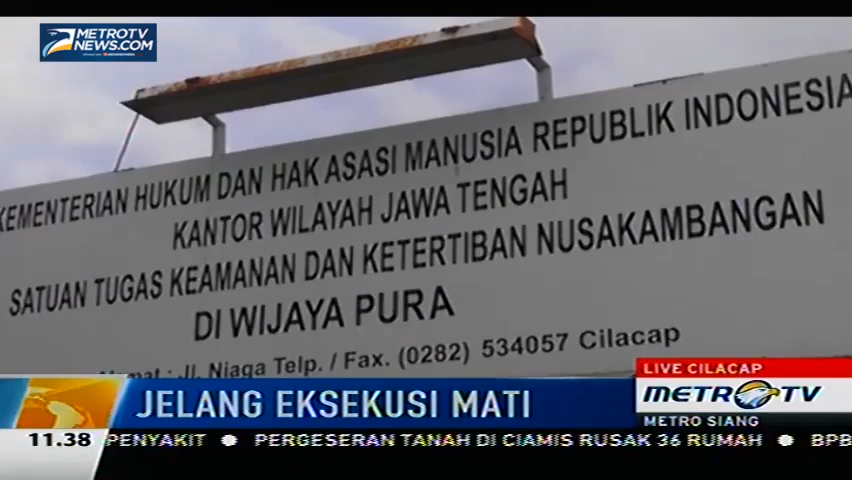 METROTV
NEWS.COM
KEMENTERIAN HUKUM DAN HAK ASASI MANUSIA REPUBLIK INDONESIA
KANTOR WILAYAH JAWA TENGAH
SATUAN TUGAS KEAMANAN DAN KETERTIBAN NUSAKAMBANGAN
DI WIJAYA PURA
: Jl. Niaga Telp. / Fax. (0282) 534057 Cilacap
LIVE CILACAP
METRO TV
METRO SIANG
JELANG EKSEKUSI MATI
11.38 PENYAKIT ● PERGESERAN TANAH DI CIAMIS RUSAK 36 RUMAH ● BPB